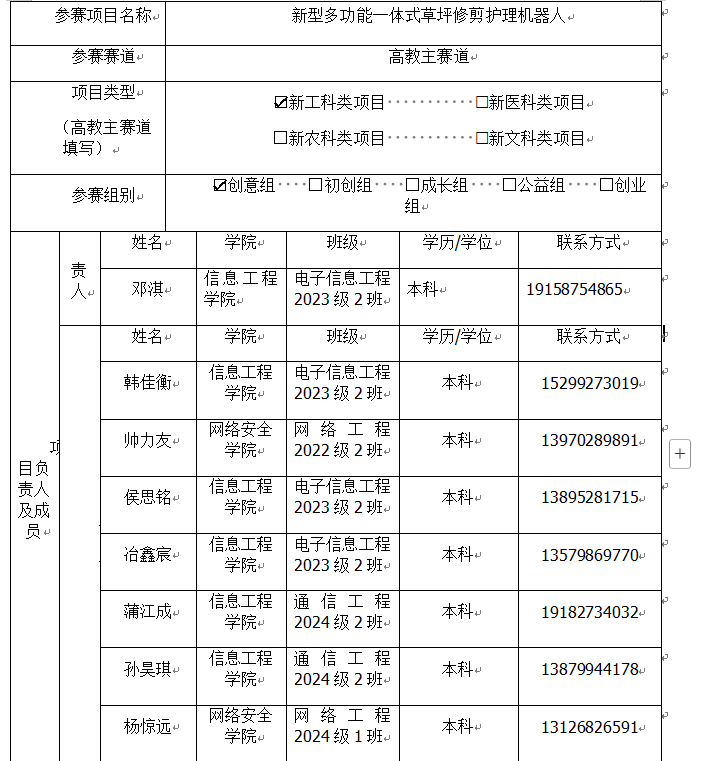 参赛项目名称 新型多功能一体式草坪修剪护理机器人
参赛赛道 高教主赛道
项目类型
（高教主赛道
填写）
☑新工科类项目 □新医科类项目
□新农科类项目 □新文科类项目
参赛组别
☑创意组 □初创组 □成长组 □公益组 □创业
组
项
目负
责人
及成
员
责
人
姓名 学院 班级 学历/学位 联系方式
邓淇 信息工程
学院 电子信息工程
2023级2班 本科 19158754865
姓名 学院 班级 学历/学位 联系方式
韩佳衡 信息工程
学院 电子信息工程
2023级2班 本科 15299273019
帅力友 网络安全
学院 网络工程
2022级2班 本科 13970289891
侯思铭 信息工程
学院 电子信息工程
2023级2班 本科 13895281715
冶鑫宸 信息工程
学院 电子信息工程
2023级2班 本科 13579869770
蒲江成 信息工程
学院 通信工程
2024级2班 本科 19182734032
孙昊琪 信息工程
学院 通信工程
2024级2班 本科 13879944178
杨惊远 网络安全
学院 网络工程
2024级1班 本科 13126826591